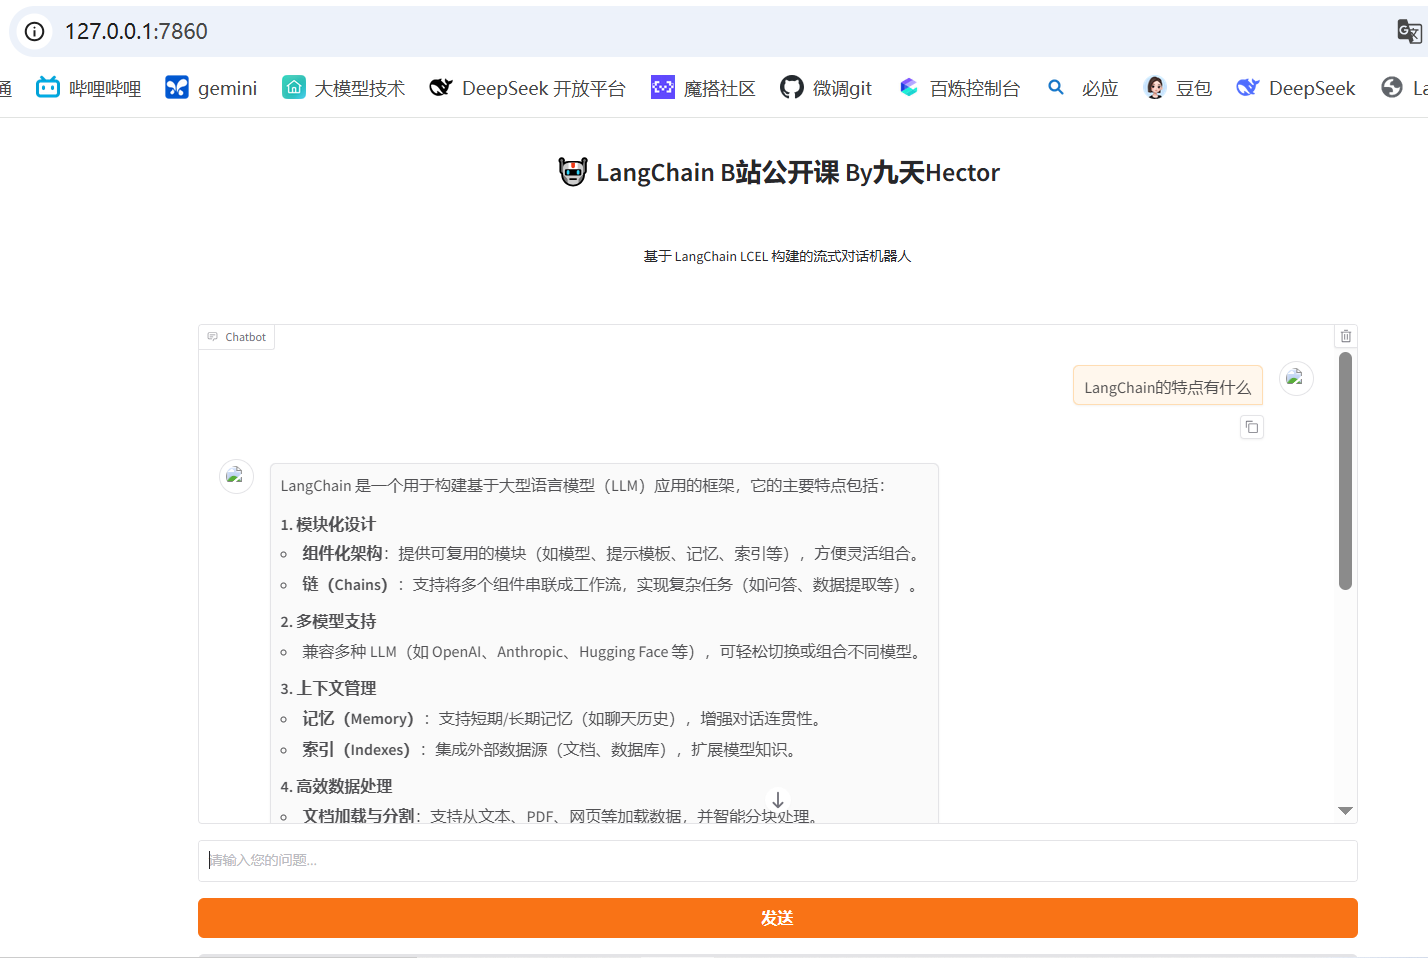 127.0.0.1:7860
通 哔哩哔哩 gemini 大模型技术 DeepSeek 开放平台 魔搭社区 微调git 百炼控制台 必应 豆包 DeepSeek La
LangChain B站公开课 By九天Hector
基于 LangChain LCEL 构建的流式对话机器人
Chatbot
LangChain的特点有什么
LangChain 是一个用于构建基于大型语言模型（LLM）应用的框架，它的主要特点包括：
1. 模块化设计
组件化架构：提供可复用的模块（如模型、提示模板、记忆、索引等），方便灵活组合。
链（Chains）：支持将多个组件串联成工作流，实现复杂任务（如问答、数据提取等）。
2. 多模型支持
兼容多种 LLM（如 OpenAI、Anthropic、Hugging Face 等），可轻松切换或组合不同模型。
3. 上下文管理
记忆（Memory）：支持短期/长期记忆（如聊天历史），增强对话连贯性。
索引（Indexes）：集成外部数据源（文档、数据库），扩展模型知识。
4. 高效数据处理
文档加载与分割：支持从文本、PDF、网页等加载数据，并智能分块处理。
请输入您的问题...
发送